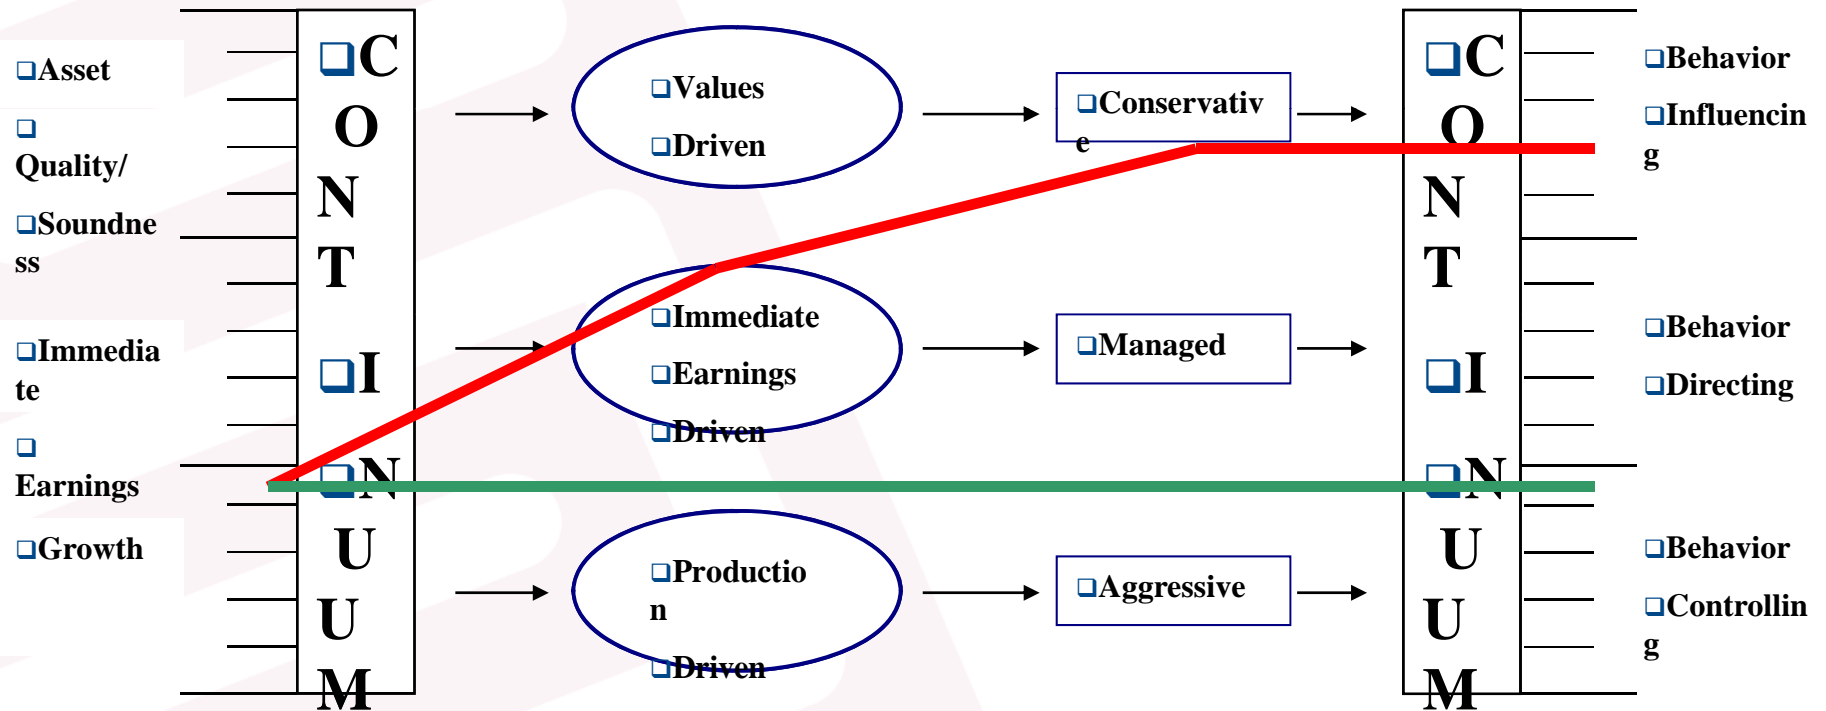 ❑Asset
❑
Quality/
❑Soundne
ss
❑Immedia
te
❑
Earnings
❑Growth
❑C
O
N
T
❑I
❑N
U
U
M
❑Values
❑Driven
❑Immediate
❑Earnings
❑Driven
❑Productio
n
❑Driven
❑Conservativ
e
❑Managed
❑Aggressive
❑C
O
N
T
❑I
❑N
U
U
M
❑Behavior
❑Influencin
g
❑Behavior
❑Directing
❑Behavior
❑Controllin
g